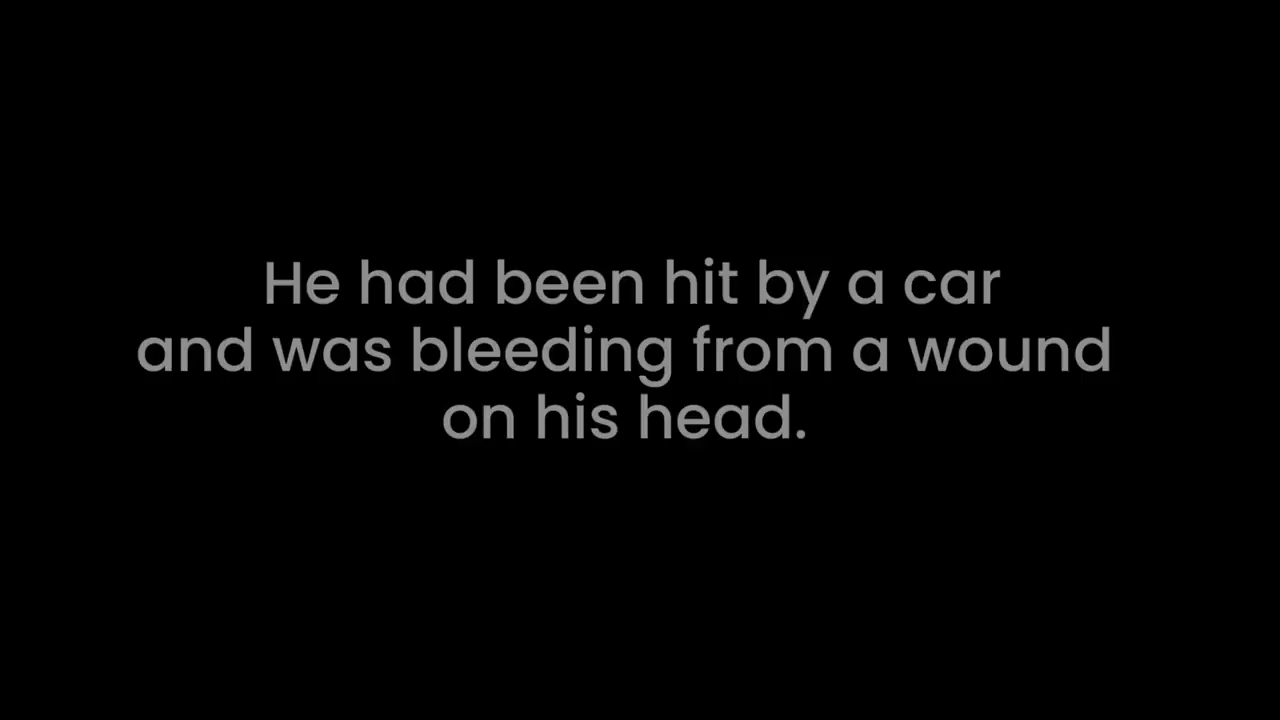 He had been hit by a car
and was bleeding from a wound
on his head.